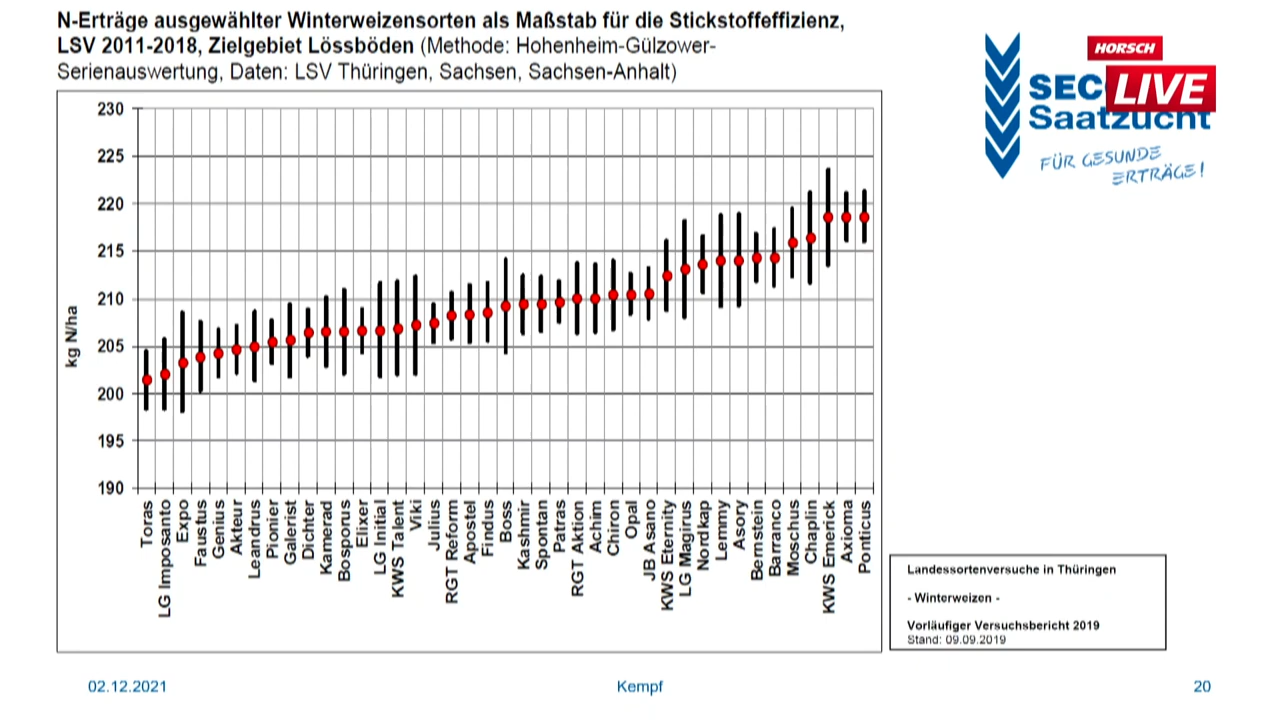 N-Erträge ausgewählter Winterweizensorten als Maßstab für die Stickstoffeffizienz,
LSV 2011-2018, Zielgebiet Lössböden (Methode: Hohenheim-Gülzower-
Serienauswertung, Daten: LSV Thüringen, Sachsen, Sachsen-Anhalt)
HORSCH
LIVE
SEC
Saatzucht
FÜR GESUNDE
ERTRÄGE!
230
225
220
215
210
205
200
195
190
kg N/ha
Toras
LG Imposanto
Expo
Faustus
Genius
Akteur
Leandrus
Pionier
Galerist
Dichter
Kamerad
Bosporus
Elixer
LG Initial
KWS Talent
Viki
Julius
RGT Reform
Apostel
Findus
Boss
Kashmir
Spontan
Patras
RGT Aktion
Achim
Chiron
Opal
JB Asano
KWS Eternity
LG Magirus
Nordkap
Lemmy
Asory
Bernstein
Barranco
Moschus
Chaplin
KWS Emerick
Axioma
Ponticus
Landessortenversuche in Thüringen
- Winterweizen -
Vorläufiger Versuchsbericht 2019
Stand: 09.09.2019
02.12.2021
Kempf
20